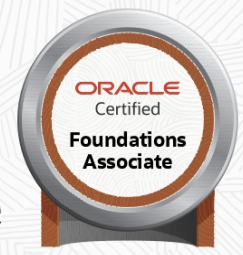 ORACLE
Certified
Foundations
Associate